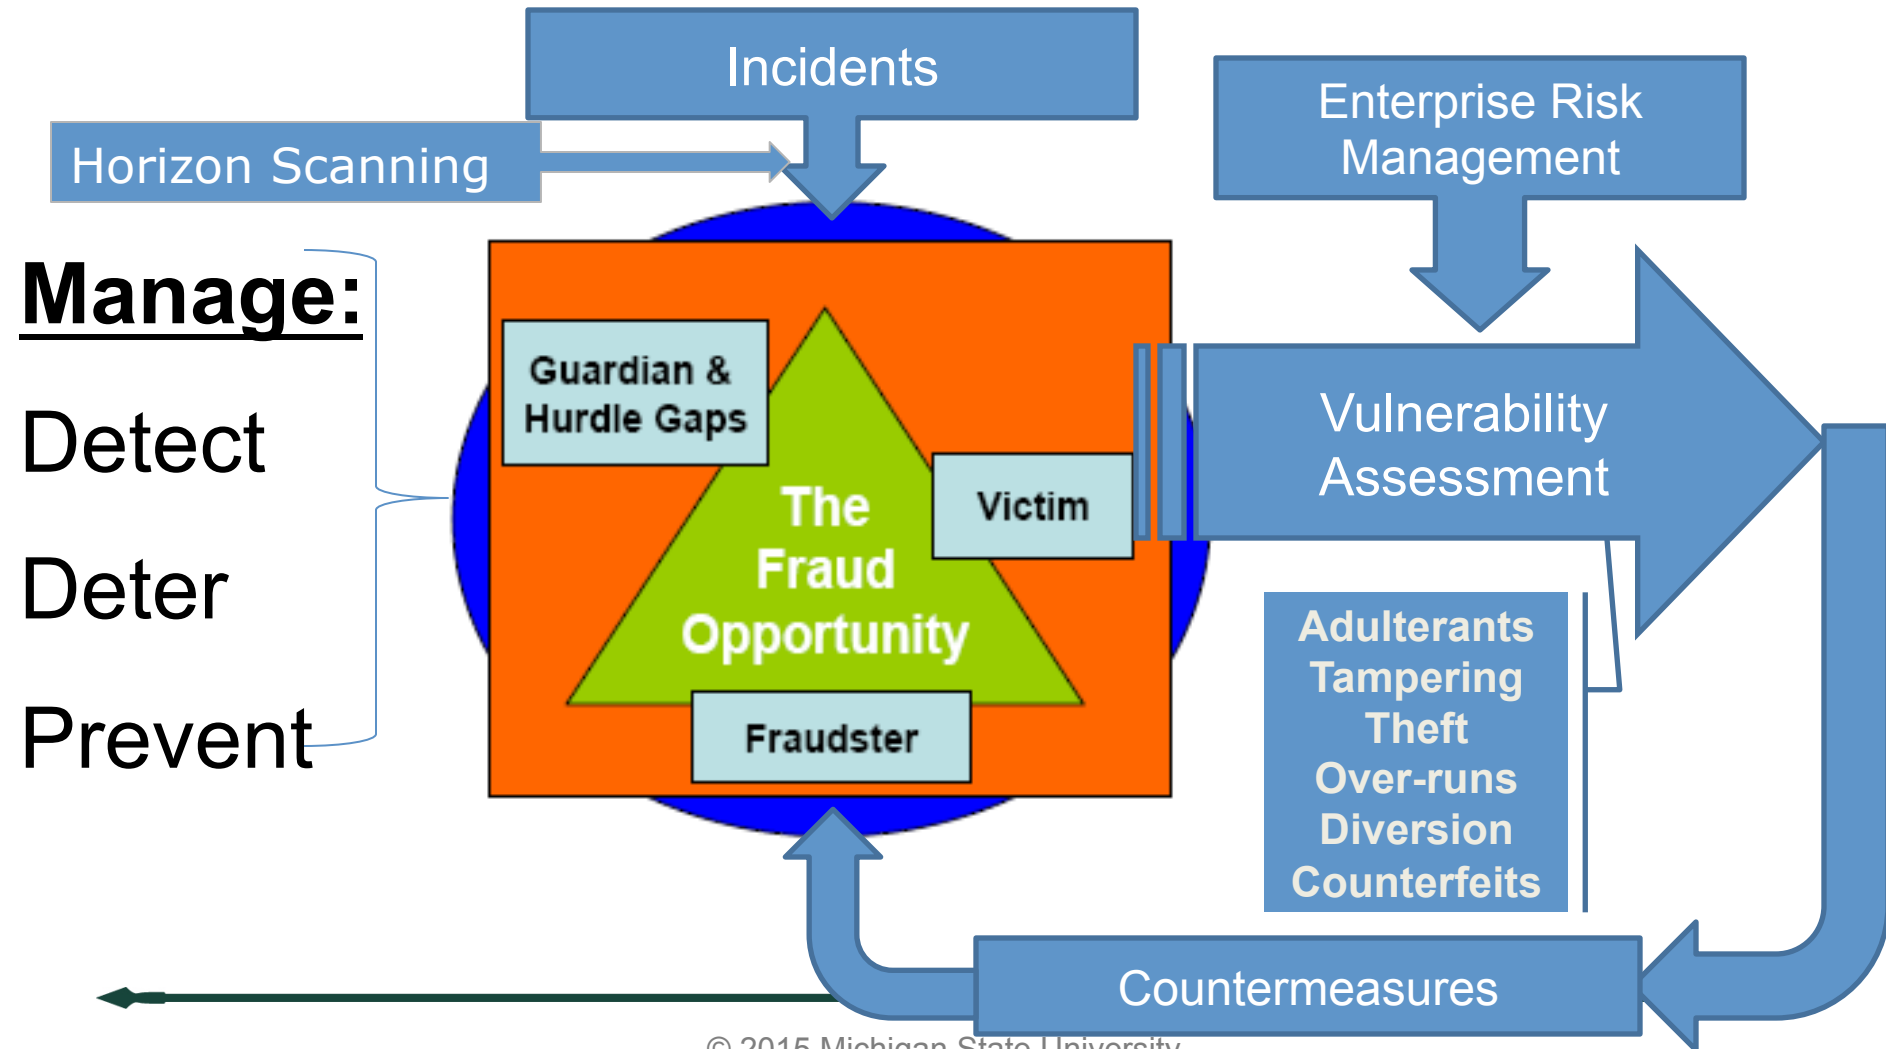 Incidents
Enterprise Risk
Management
Horizon Scanning
Manage:
Detect
Deter
Prevent
Guardian &
Hurdle Gaps
The
Fraud
Opportunity
Victim
Fraudster
Vulnerability
Assessment
Adulterants
Tampering
Theft
Over-runs
Diversion
Counterfeits
Countermeasures
© 2015 Michigan State University